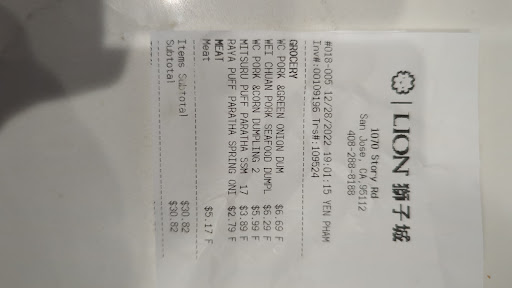 LION 獅子城
1070 Story Rd
San Jose, CA 95112
408-288-8188
#018-005 12/28/2022 19:01:15 YEN PHAM
Inv#:00109196 Trs#:109524
GROCERY
WC PORK &GREEN ONION DUM $6.69 F
WEI CHUAN PORK SEAFOOD DUMPL $6.29 F
WC PORK &CORN DUMPLING 2 $5.99 F
MITSURU PUFF PARATHA 5SM 17 $3.89 F
RAYA PUFF PARATHA SPRING ONI $2.79 F
MEAT
Meat $5.17 F
Items Subtotal $30.82
Subtotal $30.82